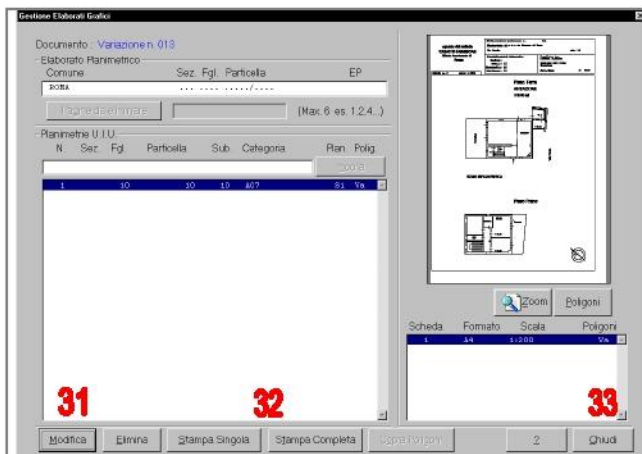 Gestione Elaborati Grafici
Documento : Variazione n. 013
Elaborato Planimetrico
Comune Sez. Fgl. Particella EP
ROMA ... .... ...../....
(Max. 6 es. 1,2,4...)
Planimetrie U.I.U.
N. Sez. Fgl. Particella Sub Categoria Plan. Polig.
1 10 10 10 A07 Si Va
Zoom Poligoni
Scheda Formato Scala Poligoni
1 A4 1:200 Va
31 32 33
Modifica Elimina Stampa Singola Stampa Completa ? Chiudi